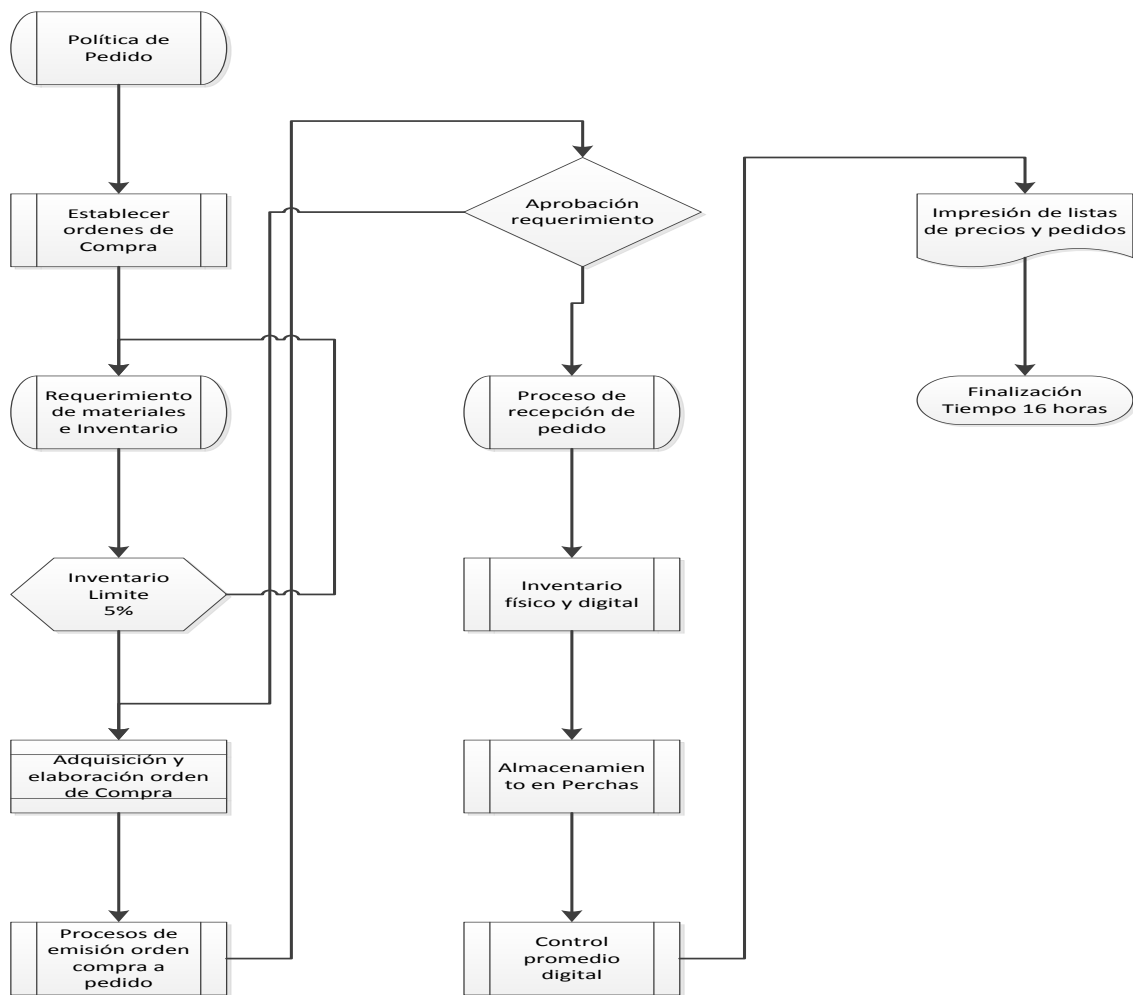 Política de
Pedido
Establecer
ordenes de
Compra
Requerimiento
de materiales
e Inventario
Inventario
Limite
5%
Adquisición y
elaboración orden
de Compra
Procesos de
emisión orden
compra a
pedido
Aprobación
requerimiento
Proceso de
recepción de
pedido
Inventario
físico y digital
Almacenamien
to en Perchas
Control
promedio
digital
Impresión de listas
de precios y pedidos
Finalización
Tiempo 16 horas